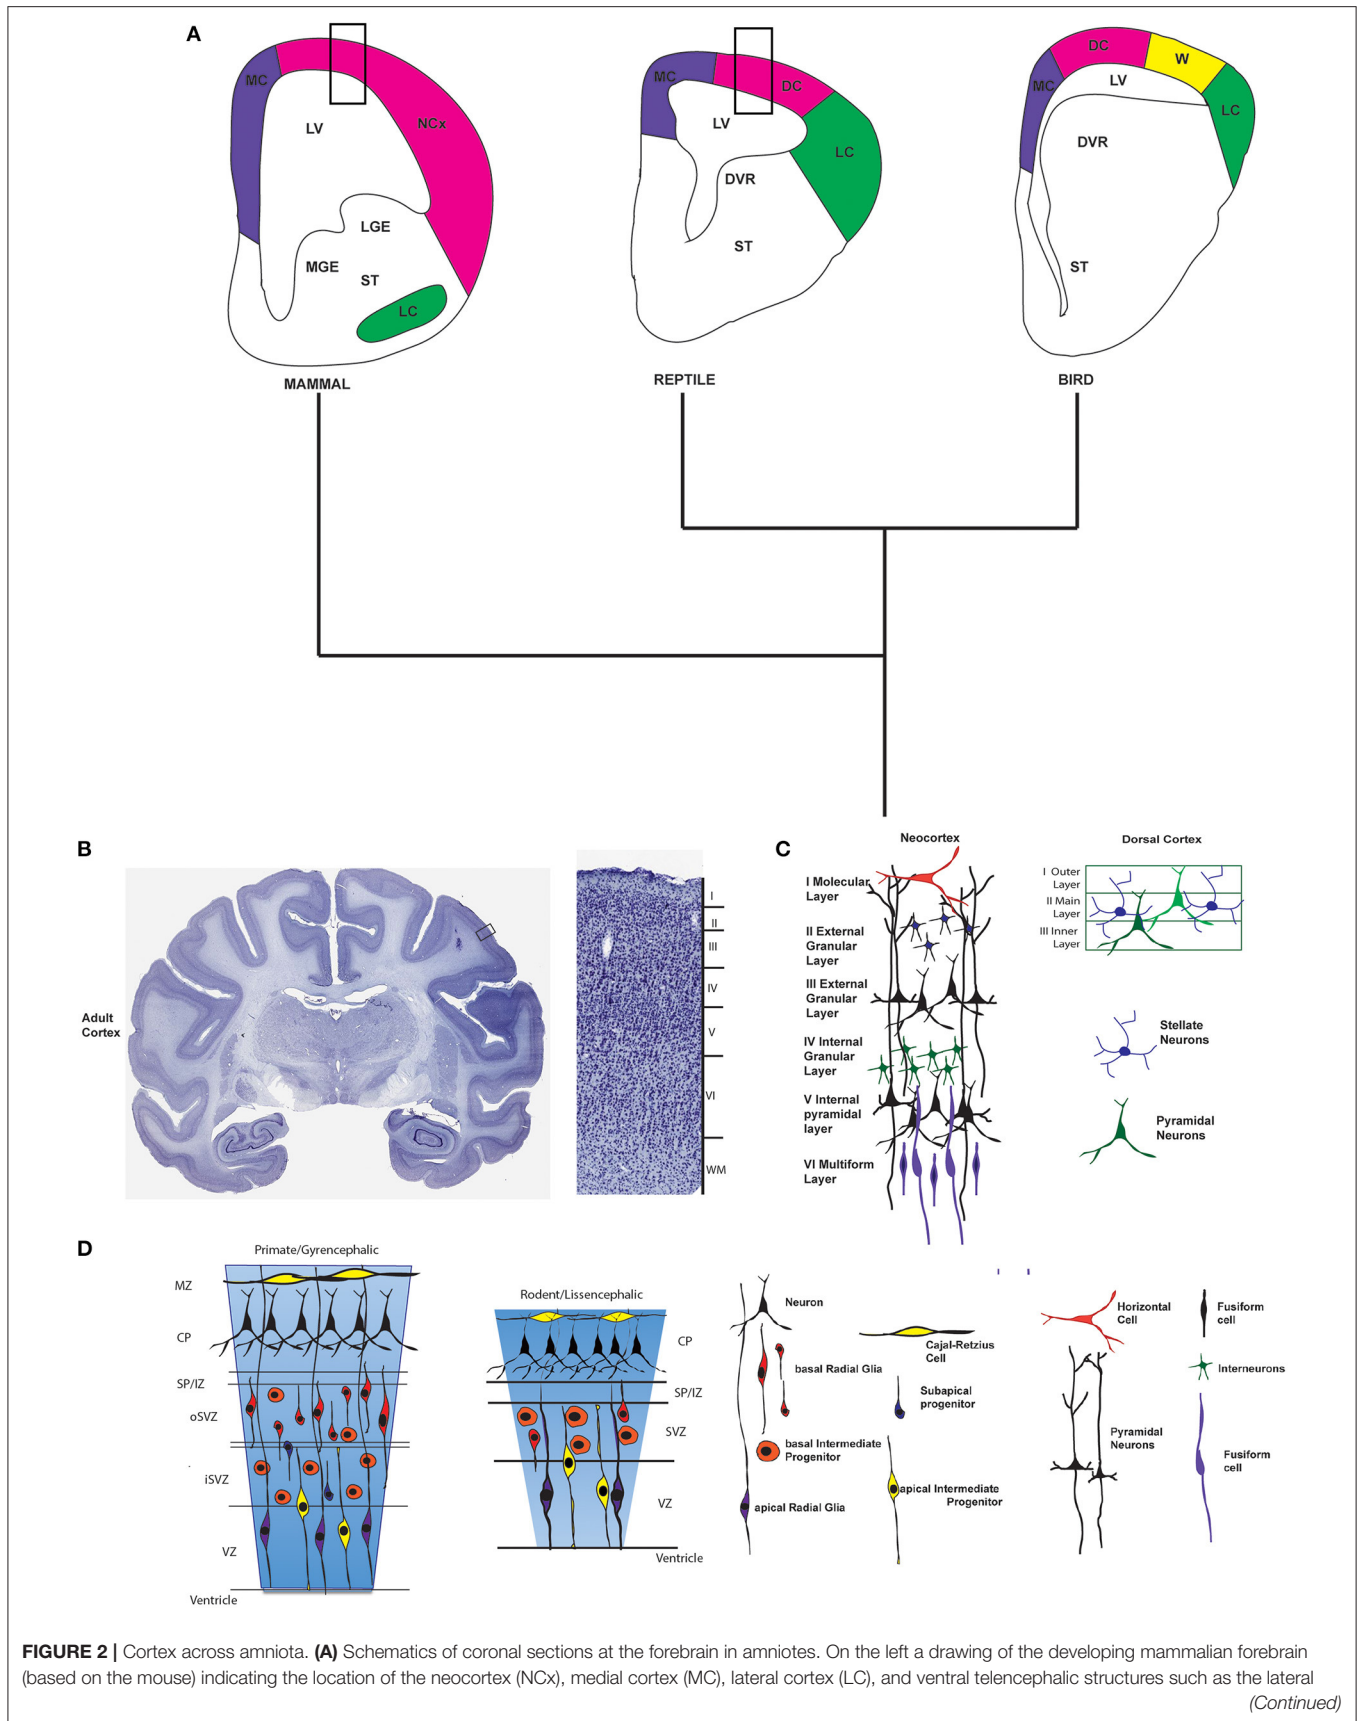 A
MC
NCx
LV
LGE
MGE
ST
LC
MAMMAL
MC
DC
LV
LC
DVR
ST
REPTILE
DC
W
MC
LV
LC
DVR
ST
BIRD
B
Adult
Cortex
I
II
III
IV
V
VI
WM
C
Neocortex
I Molecular
Layer
II External
Granular
Layer
III External
Granular
Layer
IV Internal
Granular
Layer
V Internal
pyramidal
layer
VI Multiform
Layer
Dorsal Cortex
I Outer
Layer
II Main
Layer
III Inner
Layer
Stellate
Neurons
Pyramidal
Neurons
D
Primate/Gyrencephalic
MZ
CP
SP/IZ
oSVZ
iSVZ
VZ
Ventricle
Rodent/Lissencephalic
CP
SP/IZ
SVZ
VZ
Ventricle
Neuron
basal Radial Glia
basal Intermediate
Progenitor
apical Radial Glia
Cajal-Retzius
Cell
Subapical
progenitor
apical Intermediate
Progenitor
Horizontal
Cell
Pyramidal
Neurons
Fusiform
cell
Interneurons
Fusiform
cell
FIGURE 2 | Cortex across amniota. (A) Schematics of coronal sections at the forebrain in amniotes. On the left a drawing of the developing mammalian forebrain
(based on the mouse) indicating the location of the neocortex (NCx), medial cortex (MC), lateral cortex (LC), and ventral telencephalic structures such as the lateral
(Continued)